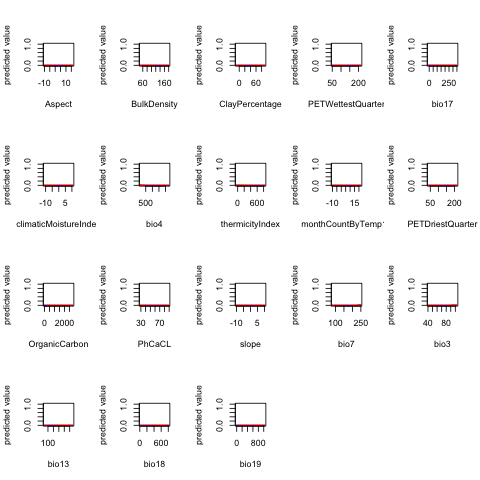 predicted value 0.0 1.0 -10 10 Aspect
predicted value 0.0 1.0 60 160 BulkDensity
predicted value 0.0 1.0 0 60 ClayPercentage
predicted value 0.0 1.0 50 200 PETWettestQuarter
predicted value 0.0 1.0 0 250 bio17
predicted value 0.0 1.0 -10 5 climaticMoistureInde
predicted value 0.0 1.0 500 bio4
predicted value 0.0 1.0 0 600 thermicityIndex
predicted value 0.0 1.0 -10 15 monthCountByTemp1
predicted value 0.0 1.0 50 200 PETDriestQuarter
predicted value 0.0 1.0 0 2000 OrganicCarbon
predicted value 0.0 1.0 30 70 PhCaCL
predicted value 0.0 1.0 -10 5 slope
predicted value 0.0 1.0 100 250 bio7
predicted value 0.0 1.0 40 80 bio3
predicted value 0.0 1.0 100 bio13
predicted value 0.0 1.0 0 600 bio18
predicted value 0.0 1.0 0 800 bio19